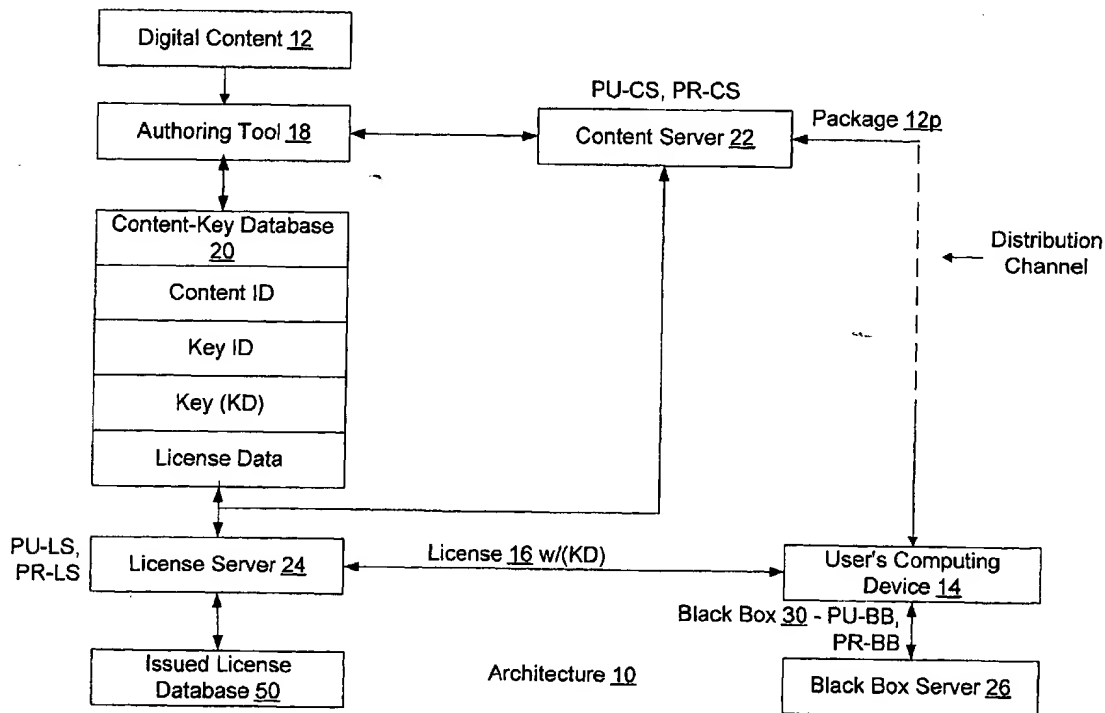 Digital Content 12
PU-CS, PR-CS
Authoring Tool 18
Content Server 22
Package 12p
Content-Key Database
20
Distribution
Channel
Content ID
Key ID
Key (KD)
License Data
PU-LS,
PR-LS
License Server 24
License 16 w/(KD)
User's Computing
Device 14
Black Box 30 - PU-BB,
PR-BB
Issued License
Database 50
Architecture 10
Black Box Server 26